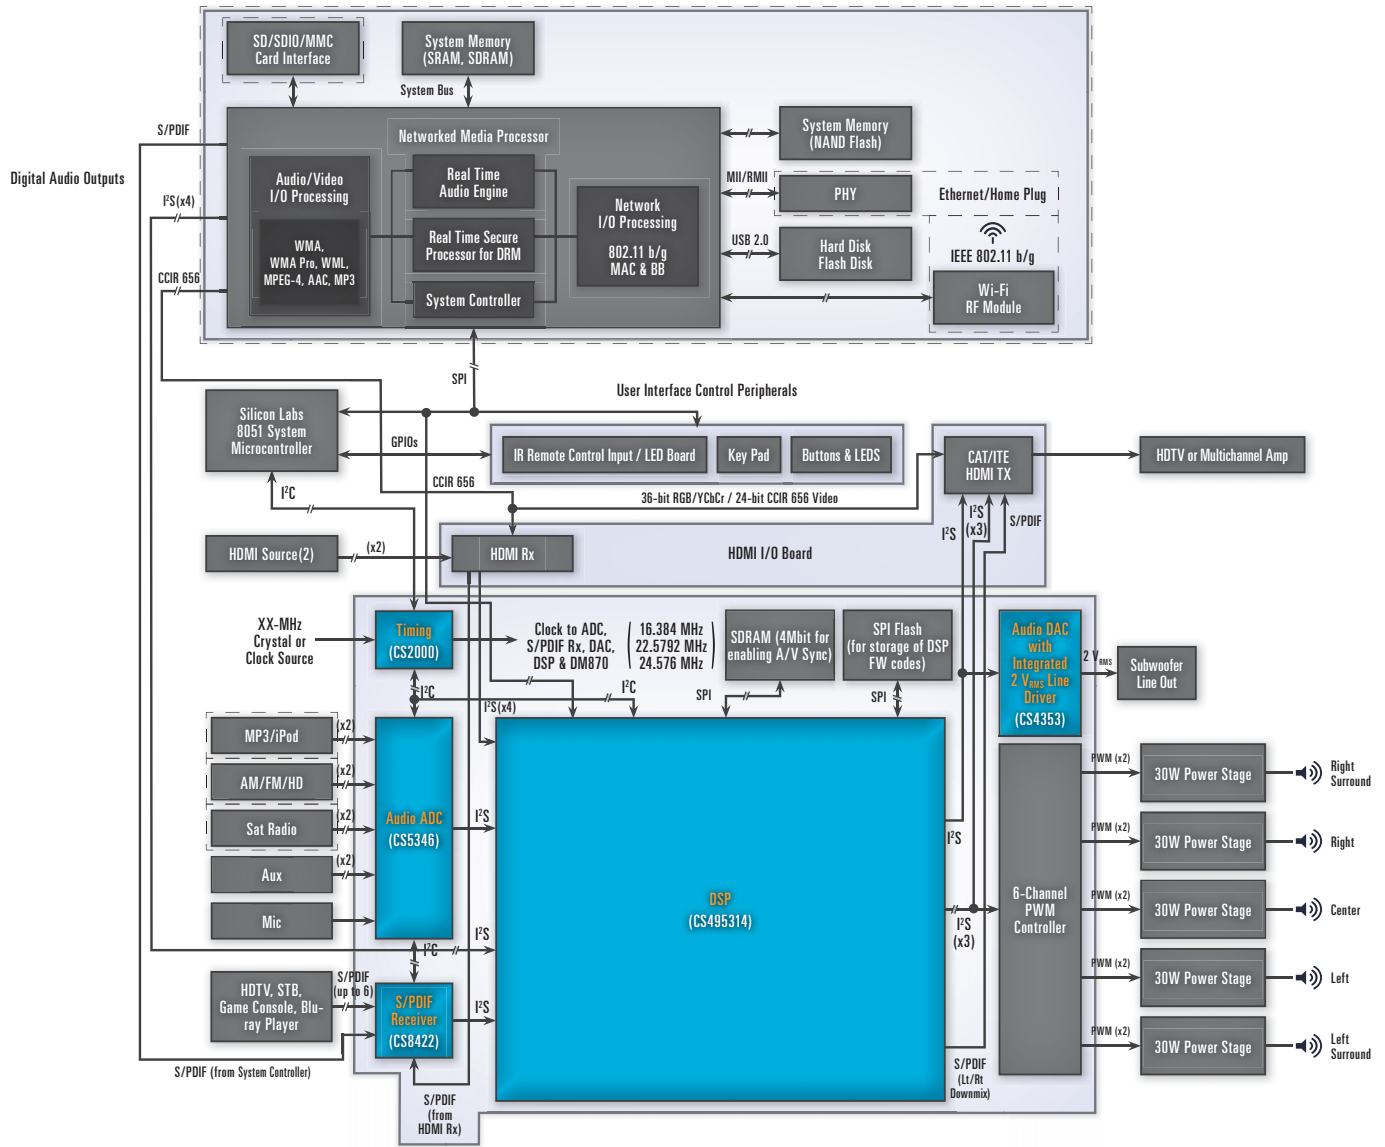 SD/SDIO/MMC
Card Interface
System Memory
(SRAM, SDRAM)
System Bus
S/PDIF
Digital Audio Outputs
I²S(x4)
CCIR 656
Networked Media Processor
Audio/Video
I/O Processing
WMA,
WMA Pro, WML,
MPEG-4, AAC, MP3
Real Time
Audio Engine
Real Time Secure
Processor for DRM
System Controller
Network
I/O Processing
802.11 b/g
MAC & BB
System Memory
(NAND Flash)
MII/RMII
PHY
Ethernet/Home Plug
USB 2.0
Hard Disk
Flash Disk
IEEE 802.11 b/g
Wi-Fi
RF Module
SPI
User Interface Control Peripherals
Silicon Labs
8051 System
Microcontroller
GPIOs
IR Remote Control Input / LED Board
Key Pad
Buttons & LEDS
CAT/ITE
HDMI TX
HDTV or Multichannel Amp
I²C
CCIR 656
36-bit RGB/YCbCr / 24-bit CCIR 656 Video
I²S
I²S
(x3)
S/PDIF
HDMI Source(2)
(x2)
HDMI Rx
HDMI I/O Board
XX-MHz
Crystal or
Clock Source
Timing
(CS2000)
Clock to ADC,
S/PDIF Rx, DAC,
DSP & DM870
16.384 MHz
22.5792 MHz
24.576 MHz
SDRAM (4Mbit for
enabling A/V Sync)
SPI Flash
(for storage of DSP
FW codes)
Audio DAC
with
Integrated
2 VRMS Line
Driver
(CS4353)
2 VRMS
Subwoofer
Line Out
I²C
I²C
SPI
SPI
I²S(x4)
MP3/iPod
(x2)
AM/FM/HD
(x2)
Sat Radio
(x2)
Aux
(x2)
Mic
Audio ADC
(CS5346)
I²S
DSP
(CS495314)
I²S
I²S
(x3)
6-Channel
PWM
Controller
PWM (x2)
30W Power Stage
Right
Surround
PWM (x2)
30W Power Stage
Right
PWM (x2)
30W Power Stage
Center
PWM (x2)
30W Power Stage
Left
PWM (x2)
30W Power Stage
Left
Surround
I²C
I²S
HDTV, STB,
Game Console, Blu-
ray Player
S/PDIF
(up to 6)
S/PDIF
Receiver
(CS8422)
I²S
S/PDIF (from System Controller)
S/PDIF
(from
HDMI Rx)
S/PDIF
(Lt/Rt
Downmix)